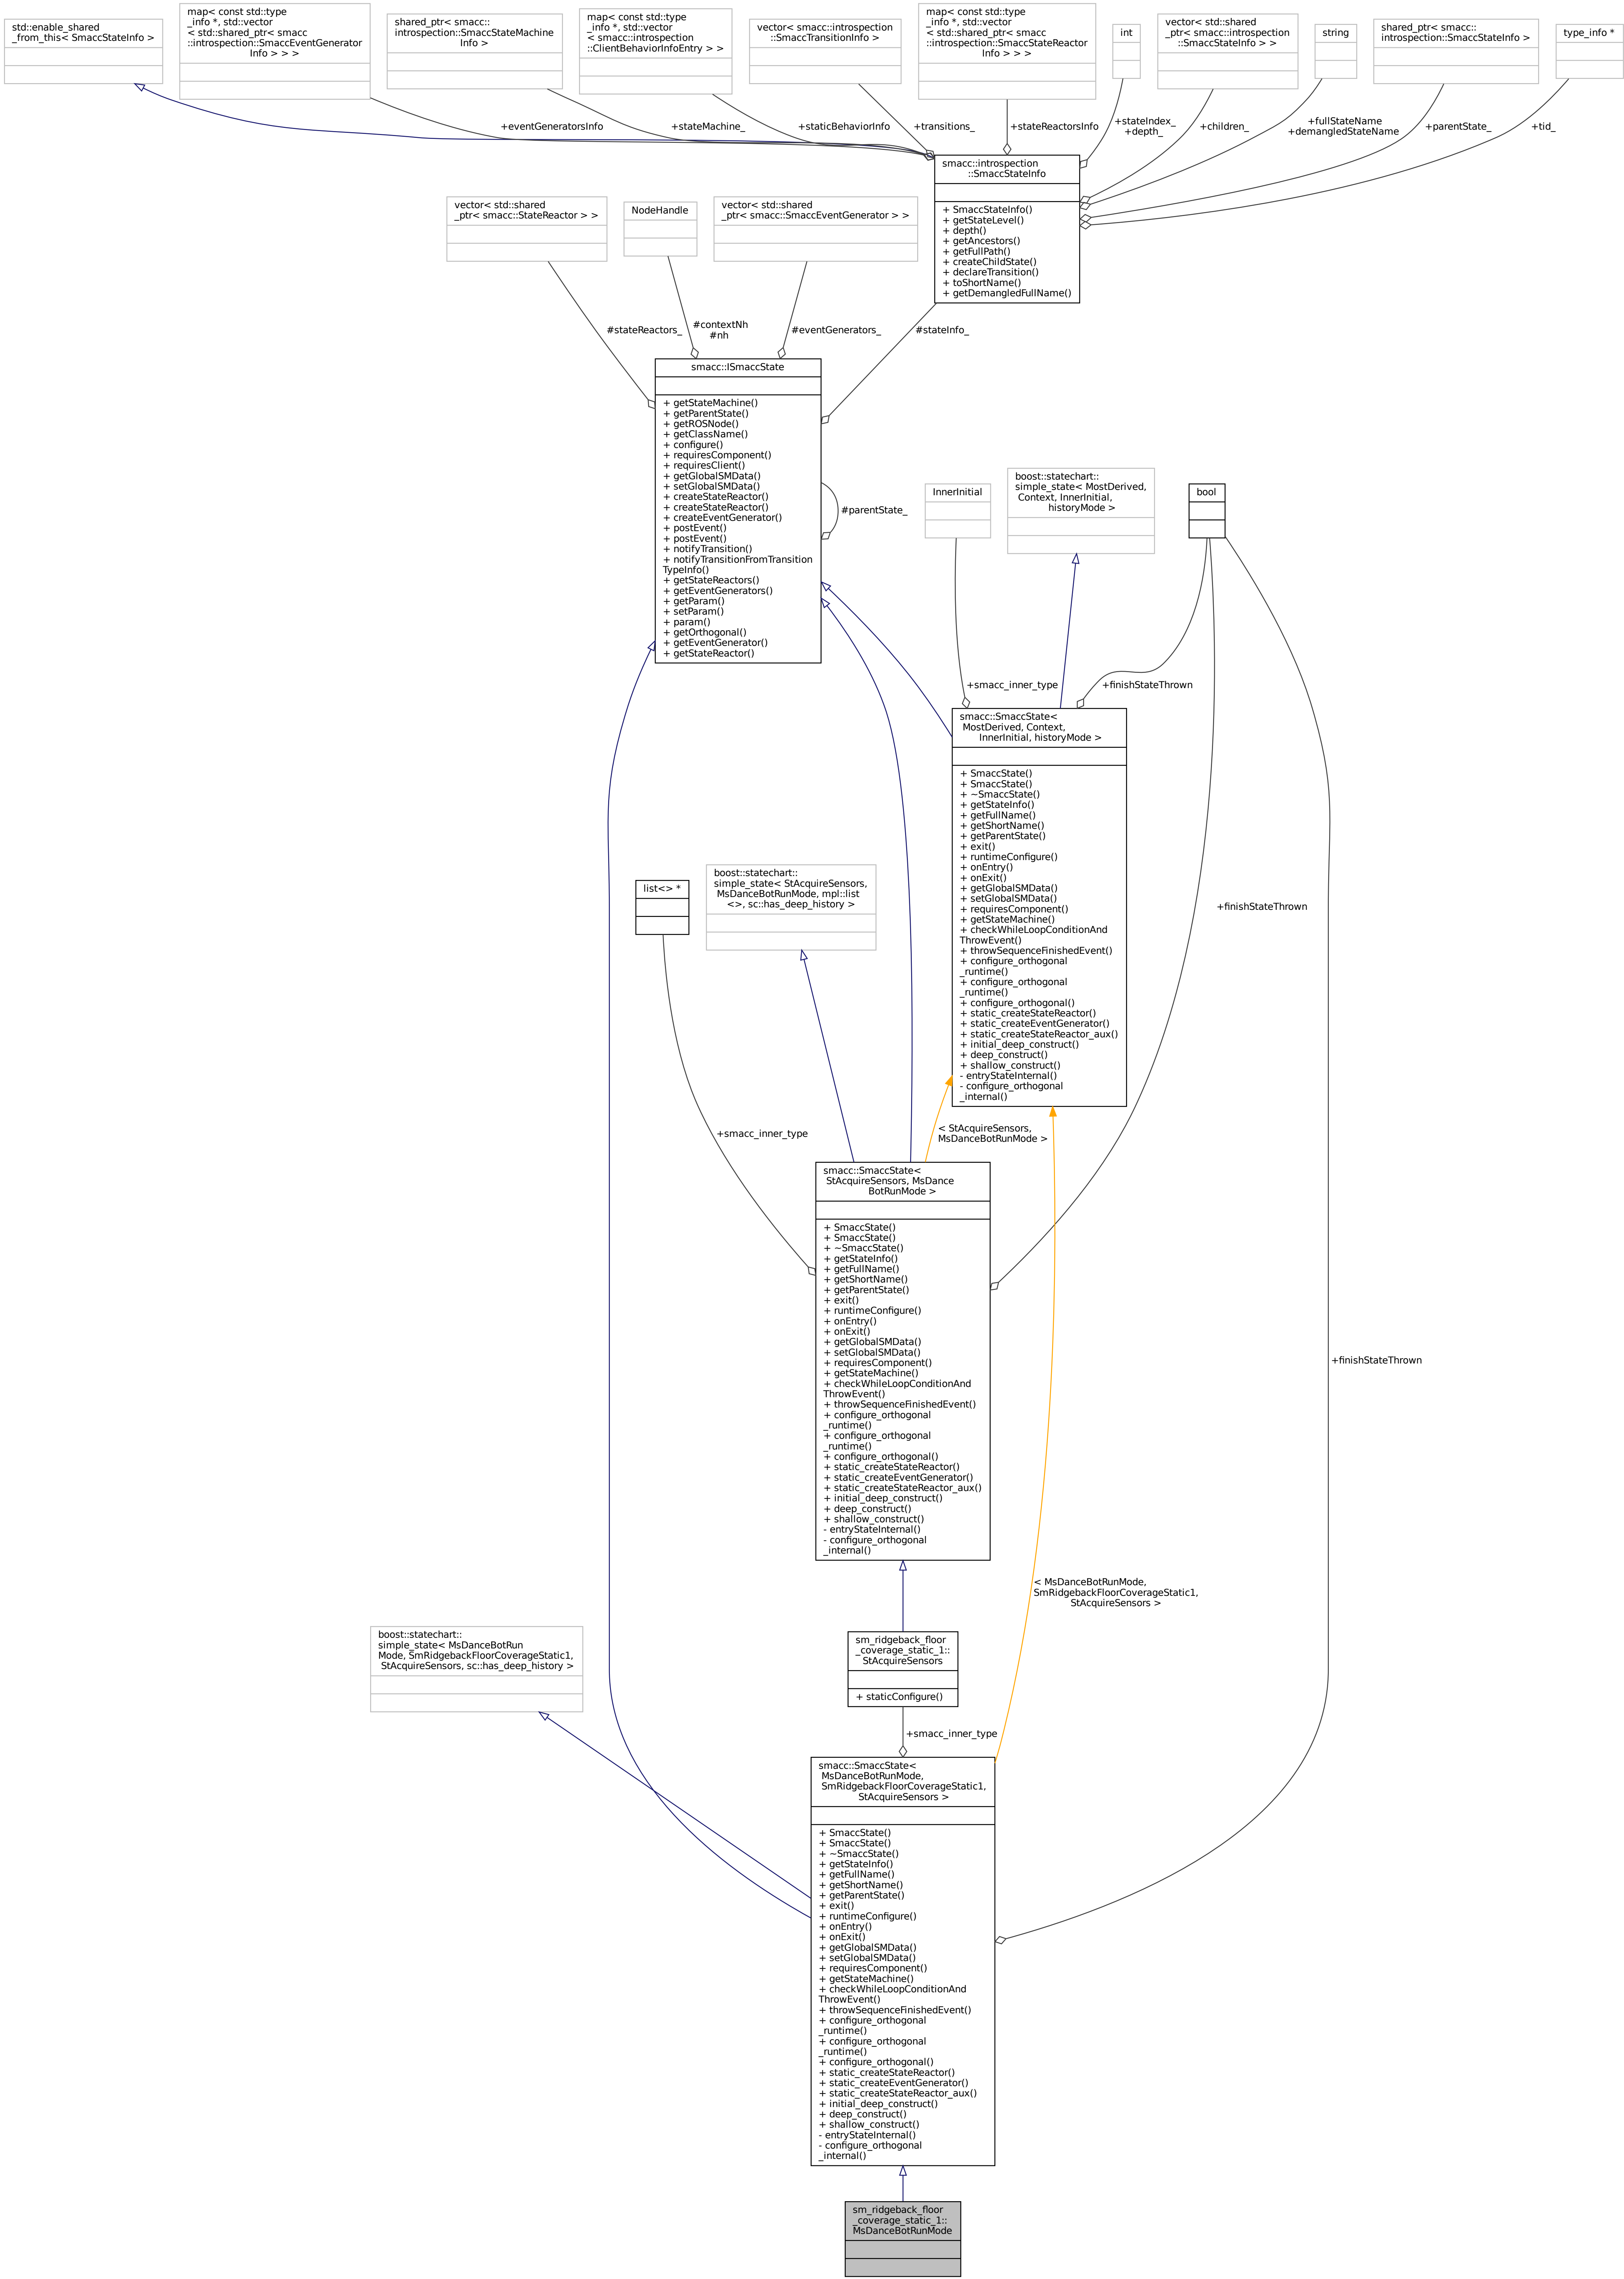 std::enable_shared
_from_this< SmaccStateInfo >
map< const std::type
_info *, std::vector
< std::shared_ptr< smacc
::introspection::SmaccEventGenerator
Info > > >
shared_ptr< smacc::
introspection::SmaccStateMachine
Info >
map< const std::type
_info *, std::vector
< smacc::introspection
::ClientBehaviorInfoEntry > >
vector< smacc::introspection
::SmaccTransitionInfo >
map< const std::type
_info *, std::vector
< std::shared_ptr< smacc
::introspection::SmaccStateReactor
Info > > >
int
vector< std::shared
_ptr< smacc::introspection
::SmaccStateInfo > >
string
shared_ptr< smacc::
introspection::SmaccStateInfo >
type_info *
+eventGeneratorsInfo
+stateMachine_
+staticBehaviorInfo
+transitions_
+stateReactorsInfo
+stateIndex_
+depth_
+children_
+fullStateName
+demangledStateName
+parentState_
+tid_
smacc::introspection
::SmaccStateInfo
+ SmaccStateInfo()
+ getStateLevel()
+ depth()
+ getAncestors()
+ getFullPath()
+ createChildState()
+ declareTransition()
+ toShortName()
+ getDemangledFullName()
vector< std::shared
_ptr< smacc::StateReactor > >
NodeHandle
vector< std::shared
_ptr< smacc::SmaccEventGenerator > >
#stateReactors_
#contextNh
#nh
#eventGenerators_
#stateInfo_
smacc::ISmaccState
+ getStateMachine()
+ getParentState()
+ getROSNode()
+ getClassName()
+ configure()
+ requiresComponent()
+ requiresClient()
+ getGlobalSMData()
+ setGlobalSMData()
+ createStateReactor()
+ createStateReactor()
+ createEventGenerator()
+ postEvent()
+ postEvent()
+ notifyTransition()
+ notifyTransitionFromTransition
TypeInfo()
+ getStateReactors()
+ getEventGenerators()
+ getParam()
+ setParam()
+ param()
+ getOrthogonal()
+ getEventGenerator()
+ getStateReactor()
#parentState_
InnerInitial
boost::statechart::
simple_state< MostDerived,
Context, InnerInitial,
historyMode >
bool
+smacc_inner_type
+finishStateThrown
smacc::SmaccState<
MostDerived, Context,
InnerInitial, historyMode >
+ SmaccState()
+ SmaccState()
+ ~SmaccState()
+ getStateInfo()
+ getFullName()
+ getShortName()
+ getParentState()
+ exit()
+ runtimeConfigure()
+ onEntry()
+ onExit()
+ getGlobalSMData()
+ setGlobalSMData()
+ requiresComponent()
+ getStateMachine()
+ checkWhileLoopConditionAnd
ThrowEvent()
+ throwSequenceFinishedEvent()
+ configure_orthogonal
_runtime()
+ configure_orthogonal
_runtime()
+ configure_orthogonal()
+ static_createStateReactor()
+ static_createEventGenerator()
+ static_createStateReactor_aux()
+ initial_deep_construct()
+ deep_construct()
+ shallow_construct()
- entryStateInternal()
- configure_orthogonal
_internal()
list<> *
boost::statechart::
simple_state< StAcquireSensors,
MsDanceBotRunMode, mpl::list
<>, sc::has_deep_history >
+finishStateThrown
+smacc_inner_type
< StAcquireSensors,
MsDanceBotRunMode >
smacc::SmaccState<
StAcquireSensors, MsDance
BotRunMode >
+ SmaccState()
+ SmaccState()
+ ~SmaccState()
+ getStateInfo()
+ getFullName()
+ getShortName()
+ getParentState()
+ exit()
+ runtimeConfigure()
+ onEntry()
+ onExit()
+ getGlobalSMData()
+ setGlobalSMData()
+ requiresComponent()
+ getStateMachine()
+ checkWhileLoopConditionAnd
ThrowEvent()
+ throwSequenceFinishedEvent()
+ configure_orthogonal
_runtime()
+ configure_orthogonal
_runtime()
+ configure_orthogonal()
+ static_createStateReactor()
+ static_createEventGenerator()
+ static_createStateReactor_aux()
+ initial_deep_construct()
+ deep_construct()
+ shallow_construct()
- entryStateInternal()
- configure_orthogonal
_internal()
+finishStateThrown
< MsDanceBotRunMode,
SmRidgebackFloorCoverageStatic1,
StAcquireSensors >
boost::statechart::
simple_state< MsDanceBotRun
Mode, SmRidgebackFloorCoverageStatic1,
StAcquireSensors, sc::has_deep_history >
sm_ridgeback_floor
_coverage_static_1::
StAcquireSensors
+ staticConfigure()
+smacc_inner_type
smacc::SmaccState<
MsDanceBotRunMode,
SmRidgebackFloorCoverageStatic1,
StAcquireSensors >
+ SmaccState()
+ SmaccState()
+ ~SmaccState()
+ getStateInfo()
+ getFullName()
+ getShortName()
+ getParentState()
+ exit()
+ runtimeConfigure()
+ onEntry()
+ onExit()
+ getGlobalSMData()
+ setGlobalSMData()
+ requiresComponent()
+ getStateMachine()
+ checkWhileLoopConditionAnd
ThrowEvent()
+ throwSequenceFinishedEvent()
+ configure_orthogonal
_runtime()
+ configure_orthogonal
_runtime()
+ configure_orthogonal()
+ static_createStateReactor()
+ static_createEventGenerator()
+ static_createStateReactor_aux()
+ initial_deep_construct()
+ deep_construct()
+ shallow_construct()
- entryStateInternal()
- configure_orthogonal
_internal()
sm_ridgeback_floor
_coverage_static_1::
MsDanceBotRunMode